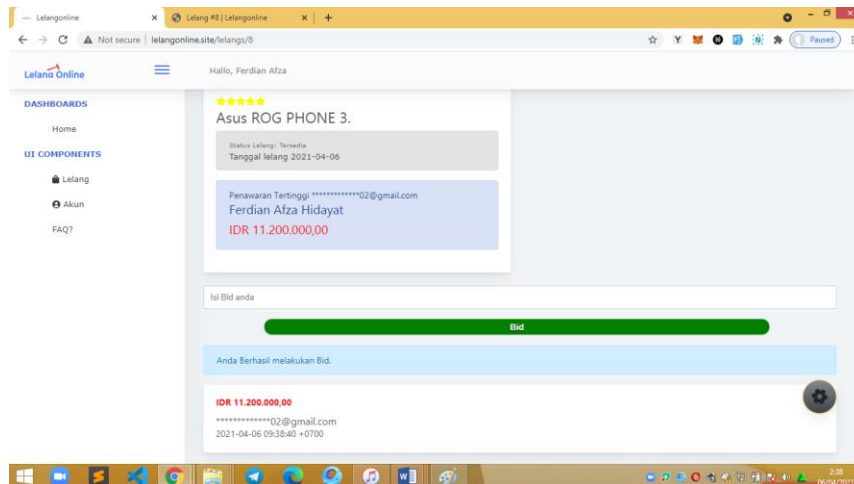 Lelangonline
Lelang #8 | Lelangonline
Not secure | lelangonline.site/lelangs/8
Paused
Lelang Online
Hallo, Ferdian Afza
DASHBOARDS
Home
UI COMPONENTS
Lelang
Akun
FAQ?
Asus ROG PHONE 3.
Status Lelang: Tersedia
Tanggal lelang 2021-04-06
Penawaran Tertinggi *************02@gmail.com
Ferdian Afza Hidayat
IDR 11.200.000,00
Isi Bid anda
Bid
Anda Berhasil melakukan Bid.
IDR 11.200.000,00
*************02@gmail.com
2021-04-06 09:38:40 +0700
2:38